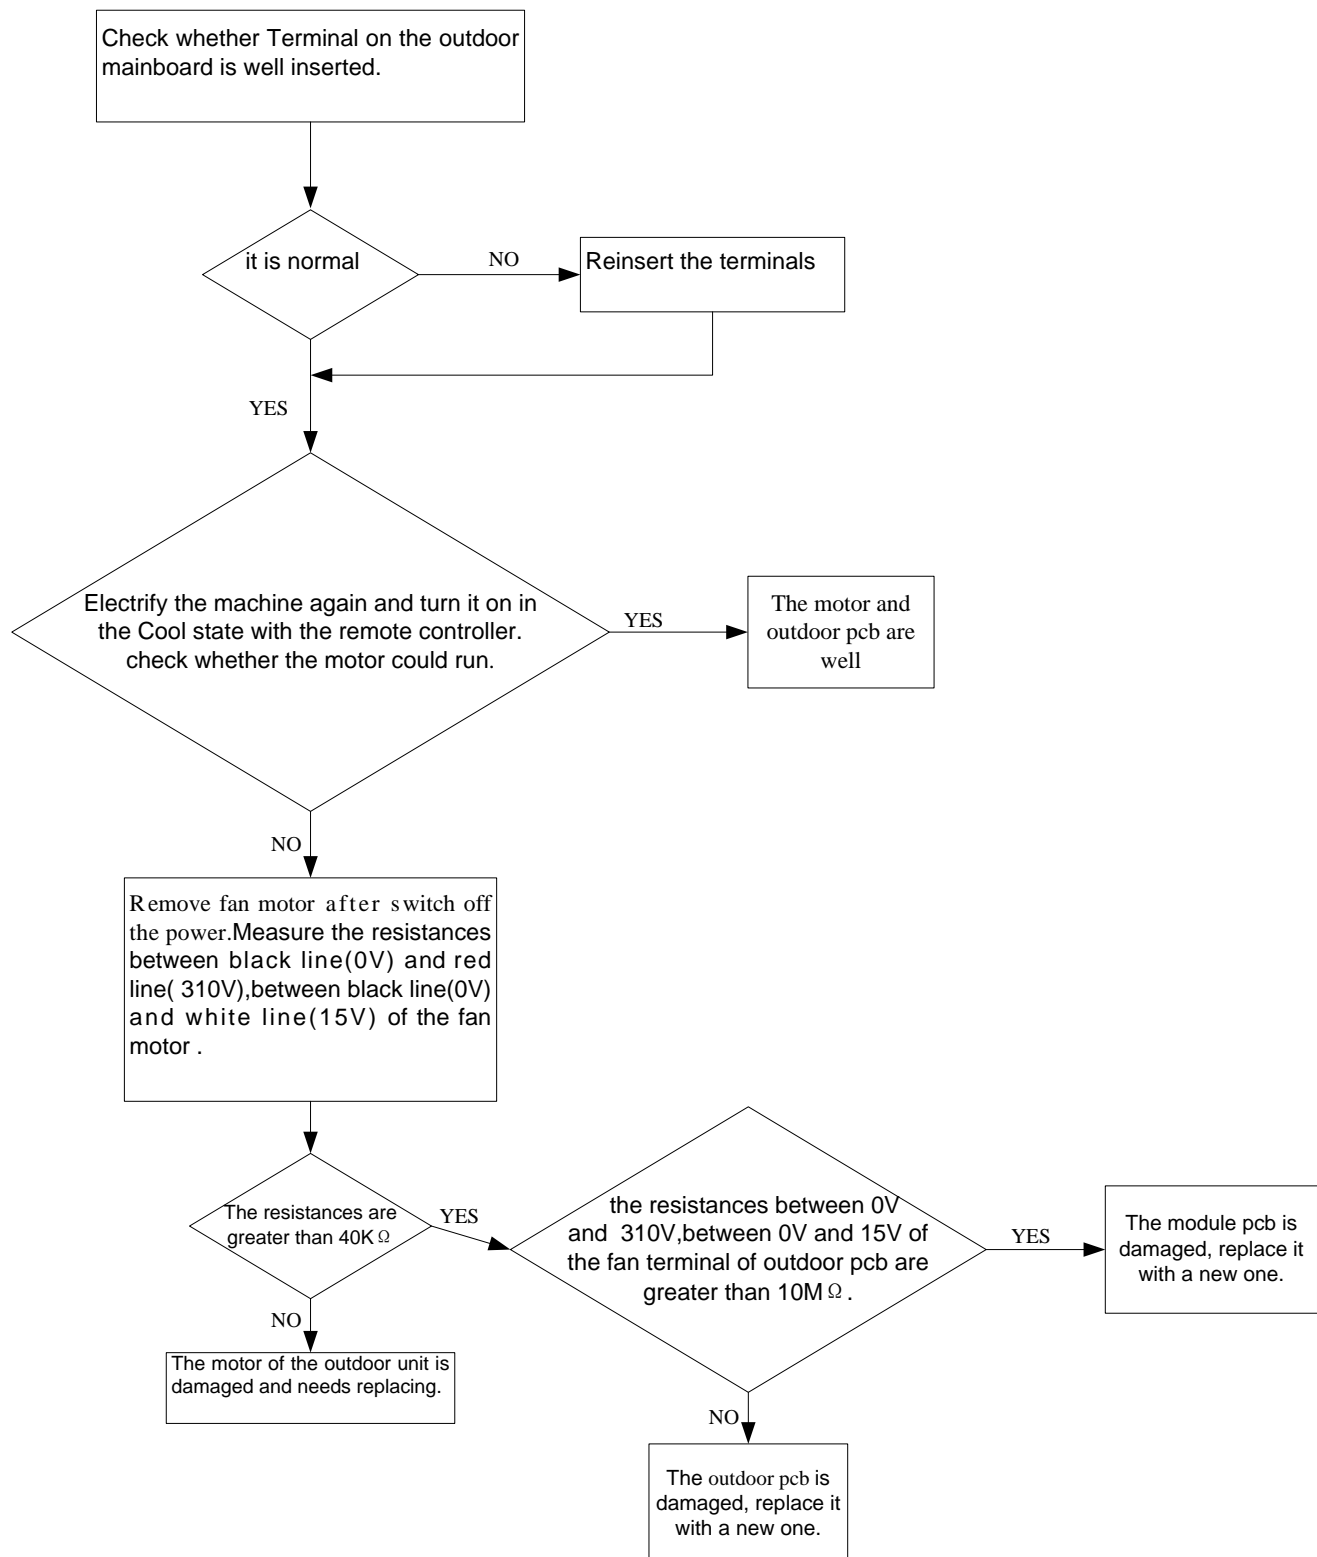 Check whether Terminal on the outdoor
mainboard is well inserted.
it is normal
NO
Reinsert the terminals
YES
Electrify the machine again and turn it on in
the Cool state with the remote controller.
check whether the motor could run.
YES
The motor and
outdoor pcb are
well
NO
Remove fan motor after switch off
the power.Measure the resistances
between black line(0V) and red
line( 310V),between black line(0V)
and white line(15V) of the fan
motor .
The resistances are
greater than 40KΩ
YES
the resistances between 0V
and 310V,between 0V and 15V of
the fan terminal of outdoor pcb are
greater than 10MΩ.
YES
The module pcb is
damaged, replace it
with a new one.
NO
The motor of the outdoor unit is
damaged and needs replacing.
NO
The outdoor pcb is
damaged, replace it
with a new one.